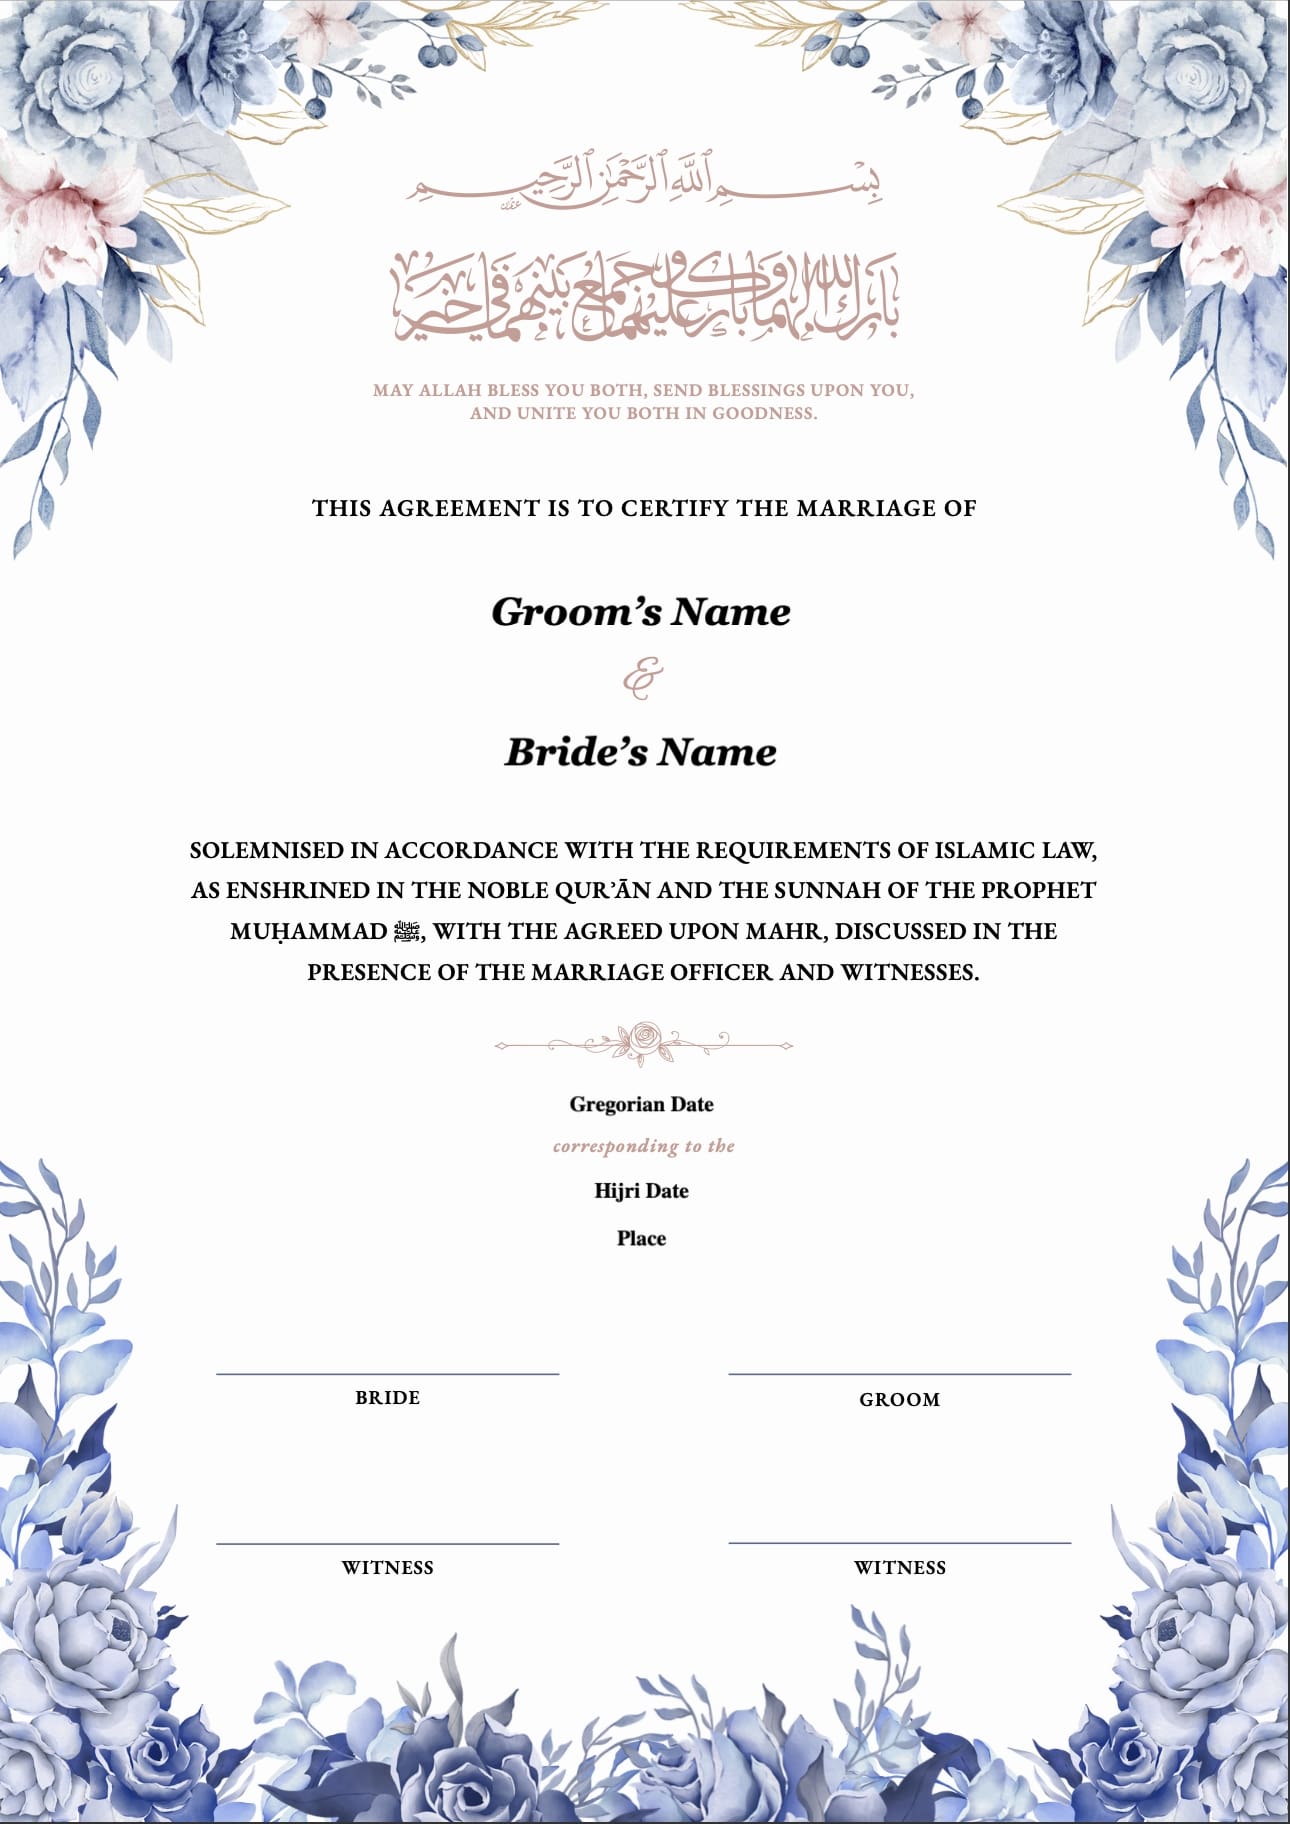 بِسْمِ ٱللَّهِ ٱلرَّحْمَٰنِ ٱلرَّحِيمِ
بَارَكَ اللهُ لَهُمَا وَبَارَكَ عَلَيْهِمَا وَجَمَعَ بَيْنَهُمَا فِي خَيْرٍ
MAY ALLAH BLESS YOU BOTH, SEND BLESSINGS UPON YOU,
AND UNITE YOU BOTH IN GOODNESS.
THIS AGREEMENT IS TO CERTIFY THE MARRIAGE OF
Groom’s Name
&
Bride’s Name
SOLEMNISED IN ACCORDANCE WITH THE REQUIREMENTS OF ISLAMIC LAW,
AS ENSHRINED IN THE NOBLE QUR’ĀN AND THE SUNNAH OF THE PROPHET
MUḤAMMAD ﷺ, WITH THE AGREED UPON MAHR, DISCUSSED IN THE
PRESENCE OF THE MARRIAGE OFFICER AND WITNESSES.
Gregorian Date
corresponding to the
Hijri Date
Place
BRIDE
GROOM
WITNESS
WITNESS